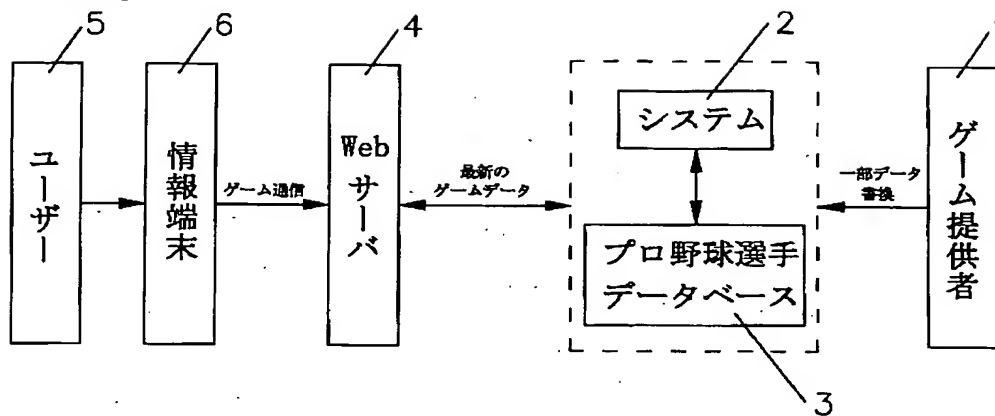 5
6
4
2
ユーザー
情報端末
ゲーム通信
Web
サーバ
最新の
ゲームデータ
システム
プロ野球選手
データベース
3
一部データ
書換
ゲーム提供者